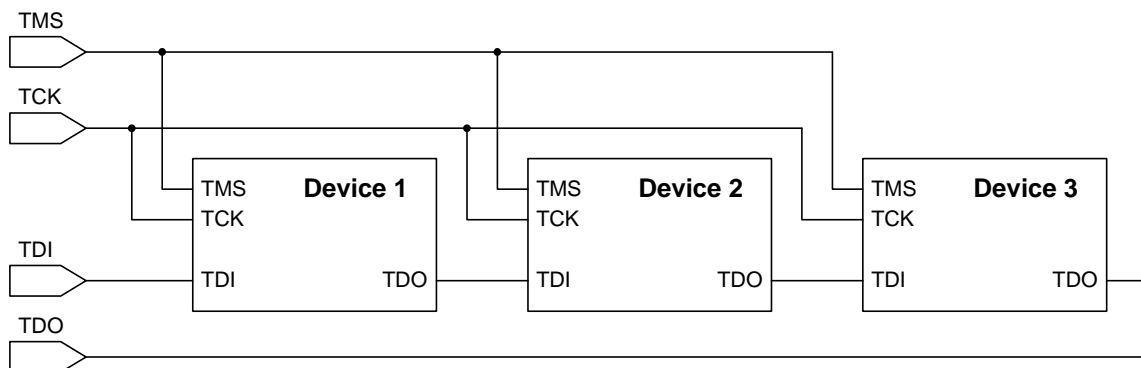 TMS
TCK
TMS Device 1 TMS Device 2 TMS Device 3
TCK TCK TCK
TDI
TDI TDO TDI TDO TDI TDO
TDO